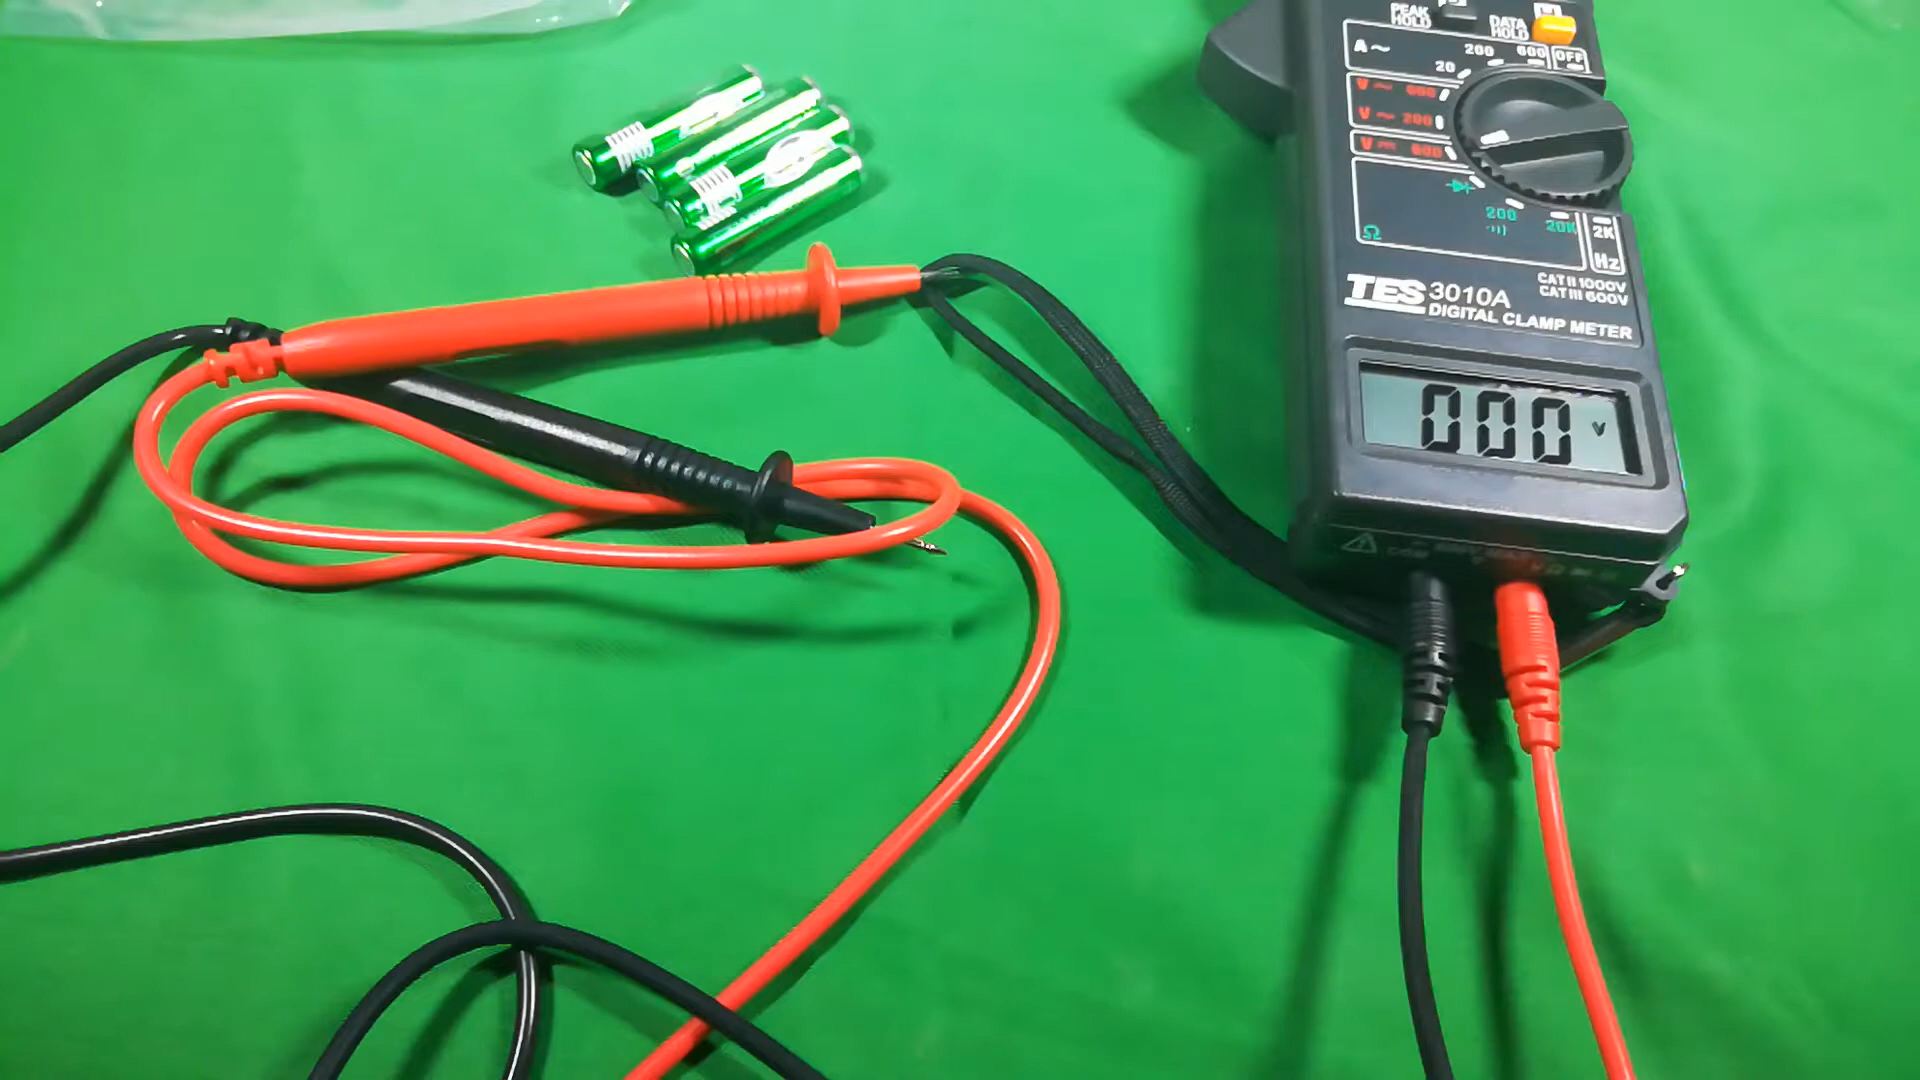 PEAK
HOLD
DATA
HOLD
A~ 20 200 600 OFF
V~ 600
V~ 200
V⎓ 600
200
20K
2K
Ω
Hz
CAT II 1000V
CAT III 600V
TES 3010A
DIGITAL CLAMP METER
000 V
COM